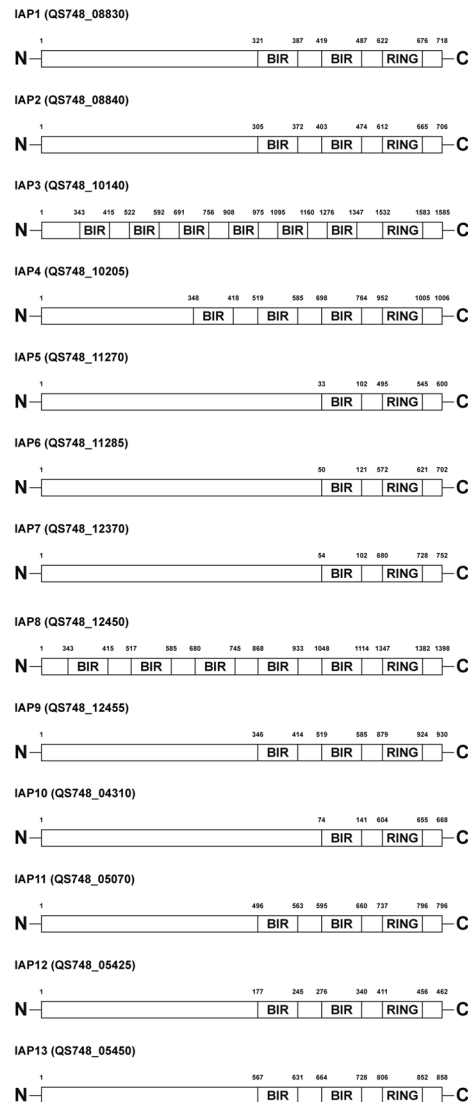 IAP1 (QS748_08830)
1 321 387 419 487 622 676 718
N BIR BIR RING C
IAP2 (QS748_08840)
1 305 372 403 474 612 665 706
N BIR BIR RING C
IAP3 (QS748_10140)
1 343 415 522 592 691 756 908 975 1095 1160 1276 1347 1532 1583 1585
N BIR BIR BIR BIR BIR BIR RING C
IAP4 (QS748_10205)
1 348 418 519 585 698 764 952 1005 1006
N BIR BIR BIR RING C
IAP5 (QS748_11270)
1 33 102 495 545 600
N BIR RING C
IAP6 (QS748_11285)
1 50 121 572 621 702
N BIR RING C
IAP7 (QS748_12370)
1 54 102 680 728 752
N BIR RING C
IAP8 (QS748_12450)
1 343 415 517 585 680 745 868 933 1048 1114 1347 1382 1398
N BIR BIR BIR BIR BIR RING C
IAP9 (QS748_12455)
1 346 414 519 585 879 924 930
N BIR BIR RING C
IAP10 (QS748_04310)
1 74 141 604 655 668
N BIR RING C
IAP11 (QS748_05070)
1 496 563 595 660 737 796 796
N BIR BIR RING C
IAP12 (QS748_05425)
1 177 245 276 340 411 456 462
N BIR BIR RING C
IAP13 (QS748_05450)
1 567 631 664 728 806 852 858
N BIR BIR RING C